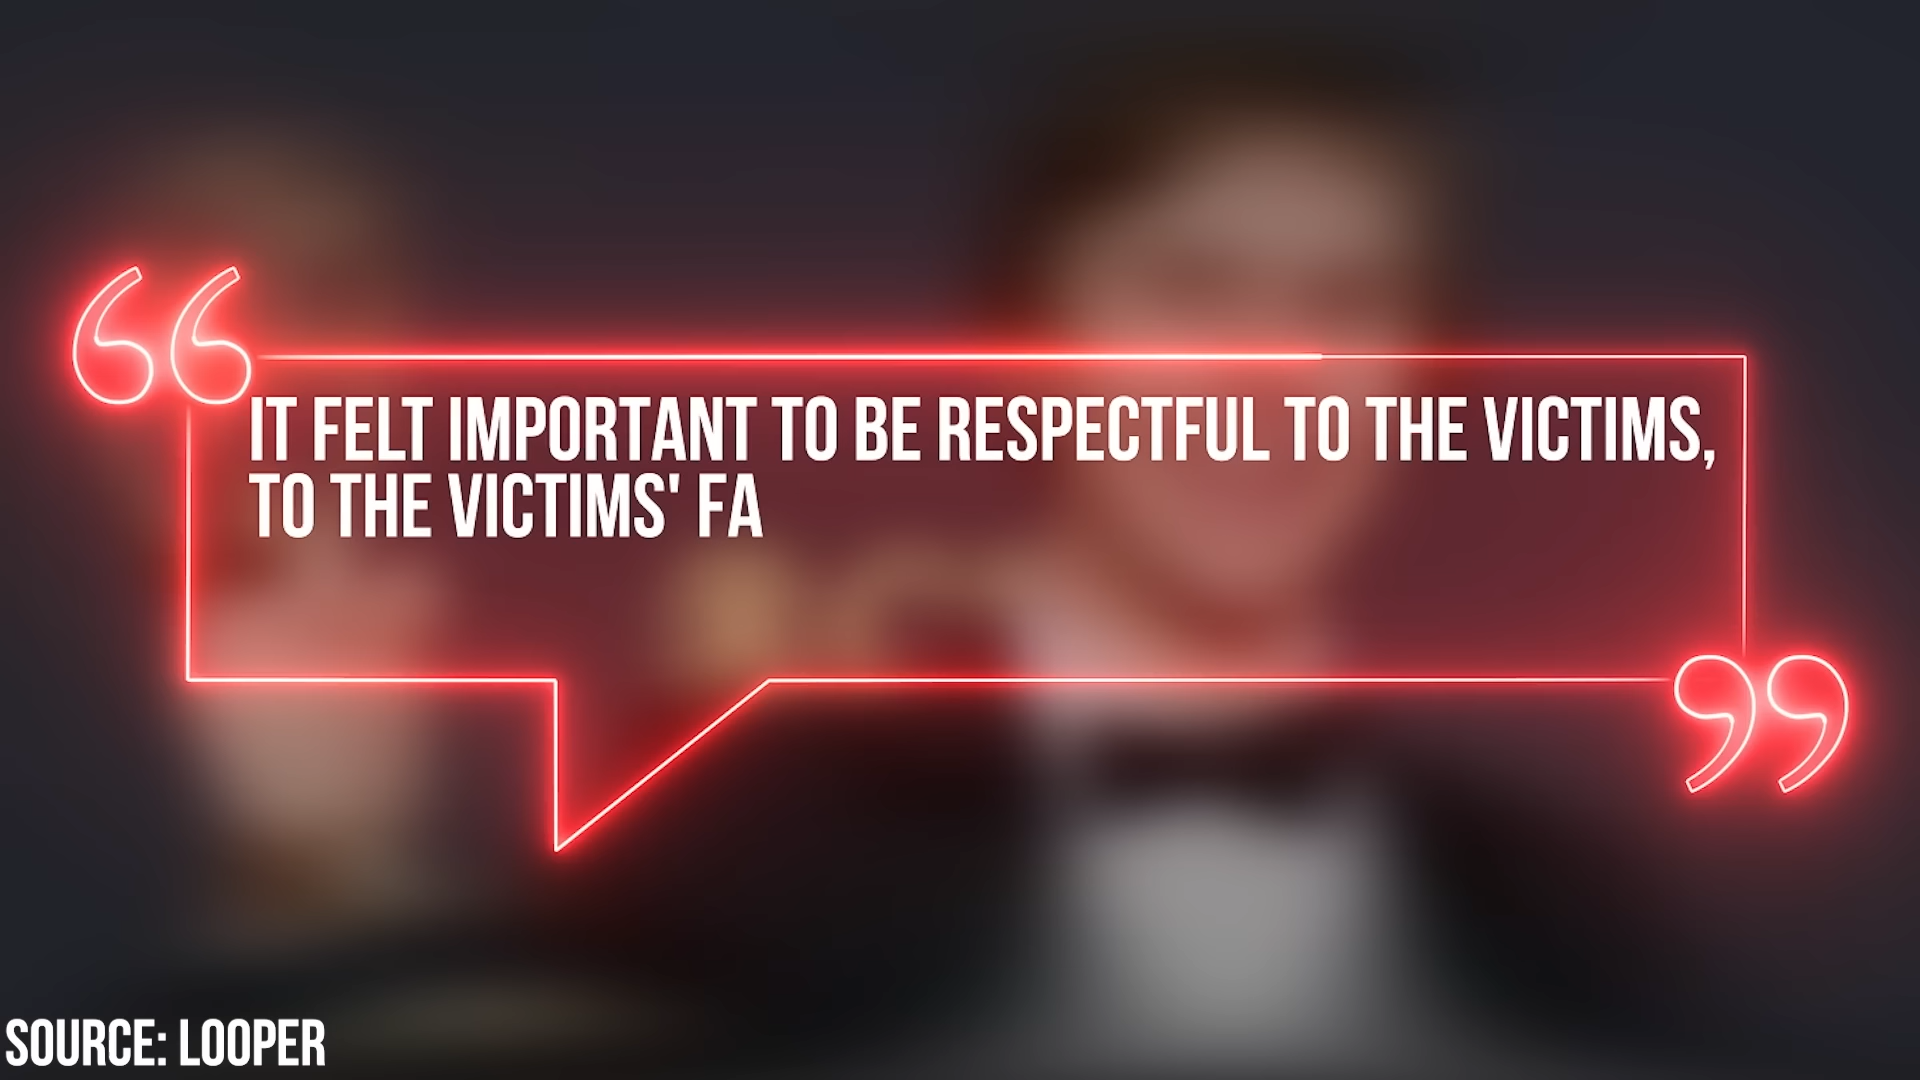 IT FELT IMPORTANT TO BE RESPECTFUL TO THE VICTIMS,
TO THE VICTIMS' FA
SOURCE: LOOPER